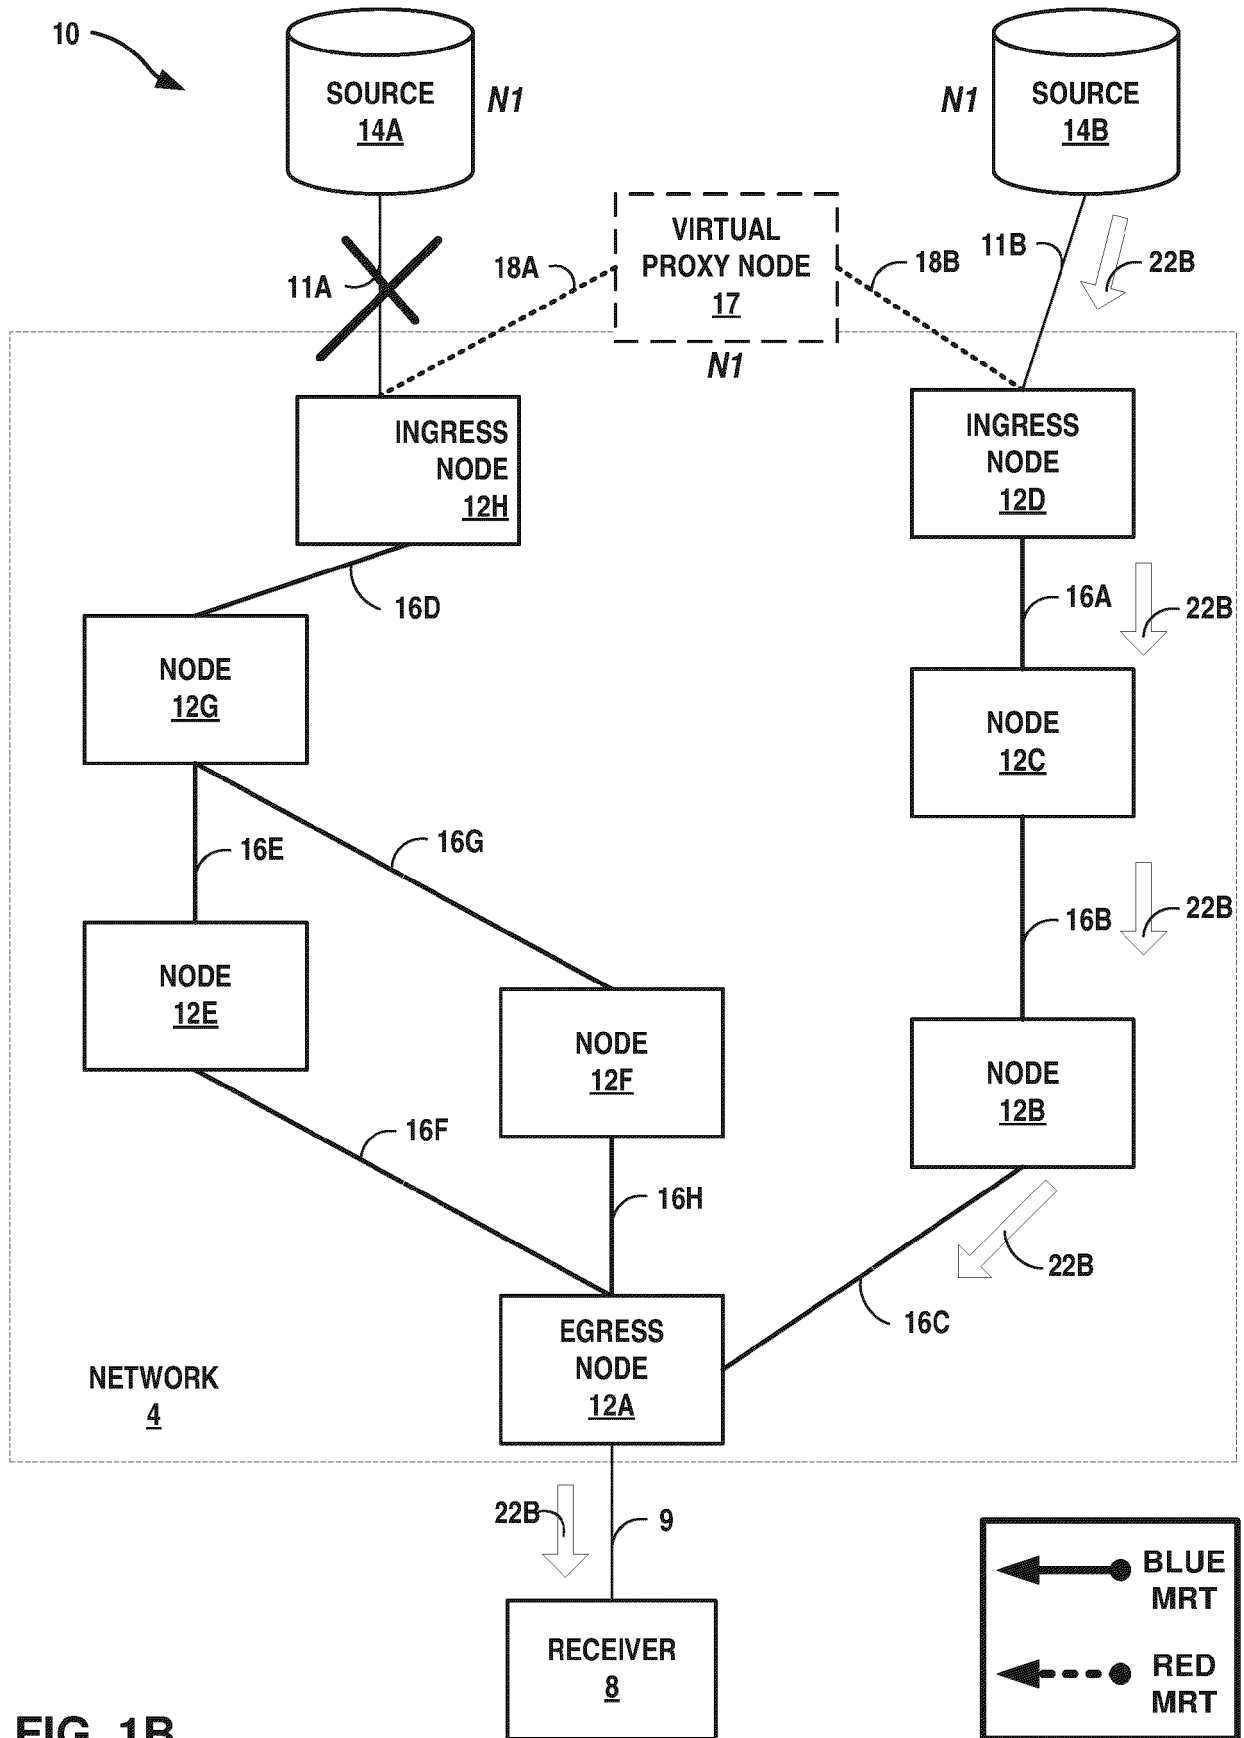 10
SOURCE
14A
N1
N1
SOURCE
14B
VIRTUAL
PROXY NODE
17
N1
11A
18A
18B
11B
22B
INGRESS
NODE
12H
INGRESS
NODE
12D
16D
16A
22B
NODE
12G
NODE
12C
16E
16G
16B
22B
NODE
12E
NODE
12F
NODE
12B
16F
16H
22B
16C
EGRESS
NODE
12A
NETWORK
4
22B
9
RECEIVER
8
BLUE
MRT
RED
MRT
FIG. 1B